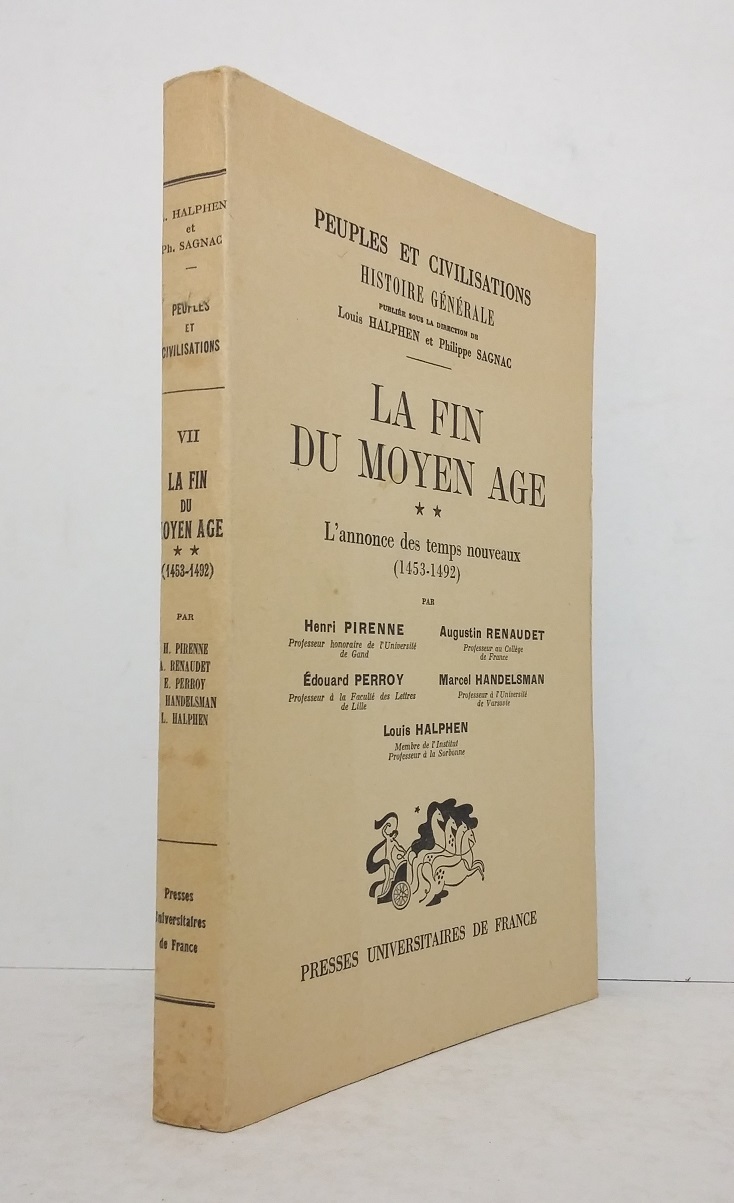 L. HALPHEN
et
Ph. SAGNAC
PEUPLES
ET
CIVILISATIONS
VII
LA FIN
DU
MOYEN AGE
★ ★
(1453-1492)
PAR
H. PIRENNE
A. RENAUDET
E. PERROY
HANDELSMAN
L. HALPHEN
Presses
Universitaires
de France
PEUPLES ET CIVILISATIONS
HISTOIRE GÉNÉRALE
PUBLIÉE SOUS LA DIRECTION DE
Louis HALPHEN et Philippe SAGNAC
LA FIN
DU MOYEN AGE
★ ★
L'annonce des temps nouveaux
(1453-1492)
PAR
Henri PIRENNE
Professeur honoraire de l'Université
de Gand
Augustin RENAUDET
Professeur au Collège
de France
Édouard PERROY
Professeur à la Faculté des Lettres
de Lille
Marcel HANDELSMAN
Professeur à l'Université
de Varsovie
Louis HALPHEN
Membre de l'Institut
Professeur à la Sorbonne
PRESSES UNIVERSITAIRES DE FRANCE